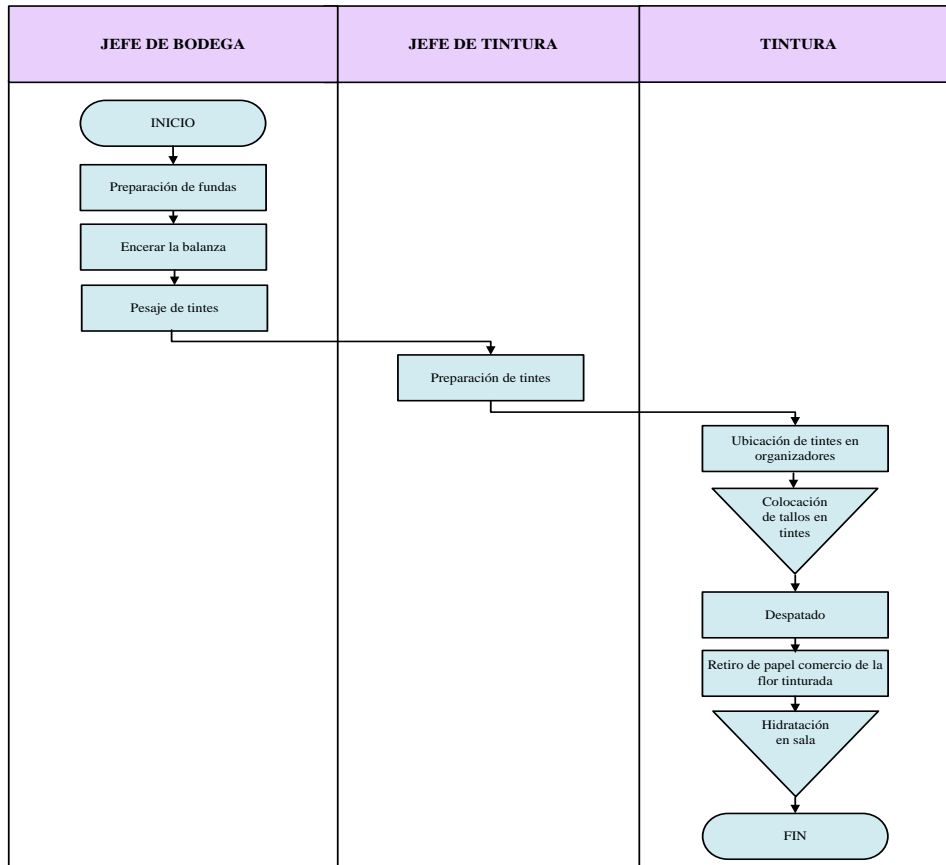 JEFE DE BODEGA
JEFE DE TINTURA
TINTURA
INICIO
Preparación de fundas
Encerar la balanza
Pesaje de tintes
Preparación de tintes
Ubicación de tintes en
organizadores
Colocación
de tallos en
tintes
Despatado
Retiro de papel comercio de la
flor tinturada
Hidratación
en sala
FIN